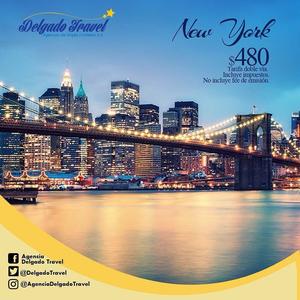 Delgado Travel
New York
$480
Tarifa doble vía.
Incluye impuestos.
No incluye fee de emisión.
Agencia
Delgado Travel
@DelgadoTravel
@AgenciaDelgadoTravel